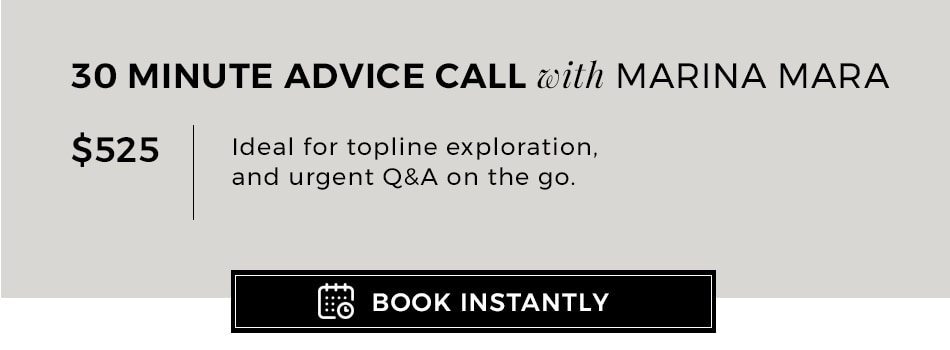 30 MINUTE ADVICE CALL with MARINA MARA
$525
Ideal for topline exploration,
and urgent Q&A on the go.
BOOK INSTANTLY